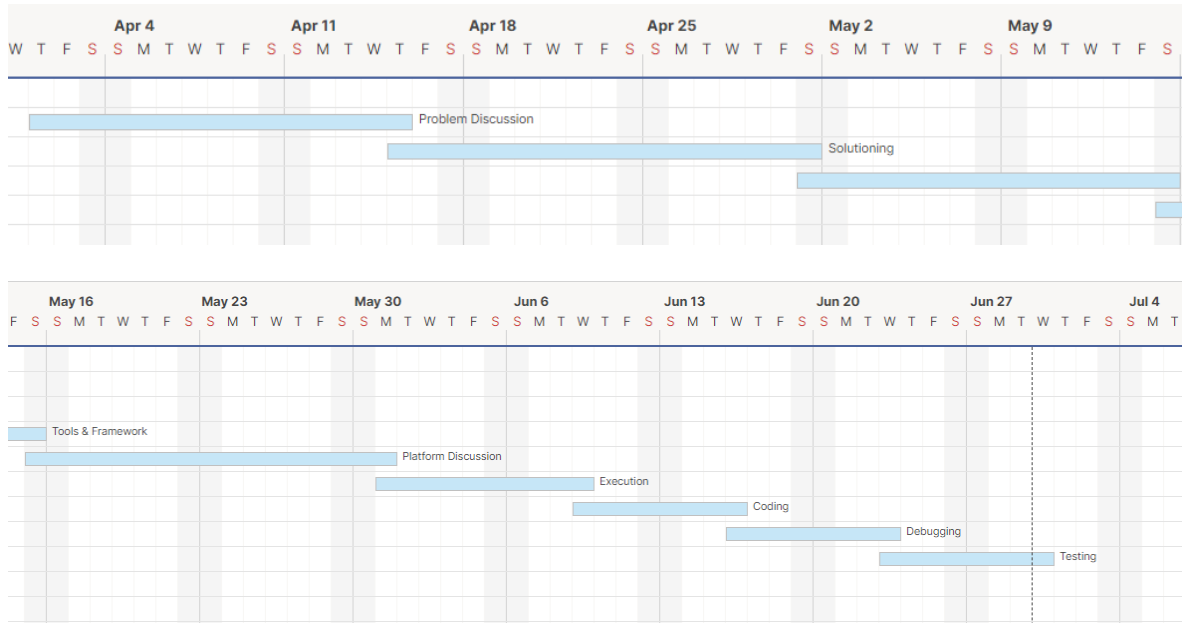 Apr 4 Apr 11 Apr 18 Apr 25 May 2 May 9
W T F S S M T W T F S S M T W T F S S M T W T F S S M T W T F S S M T W T F S S M T W T F S
Problem Discussion
Solutioning
May 16 May 23 May 30 Jun 6 Jun 13 Jun 20 Jun 27 Jul 4
F S S M T W T F S S M T W T F S S M T W T F S S M T W T F S S M T W T F S S M T W T F S S M T W T F S S M T
Tools & Framework
Platform Discussion
Execution
Coding
Debugging
Testing